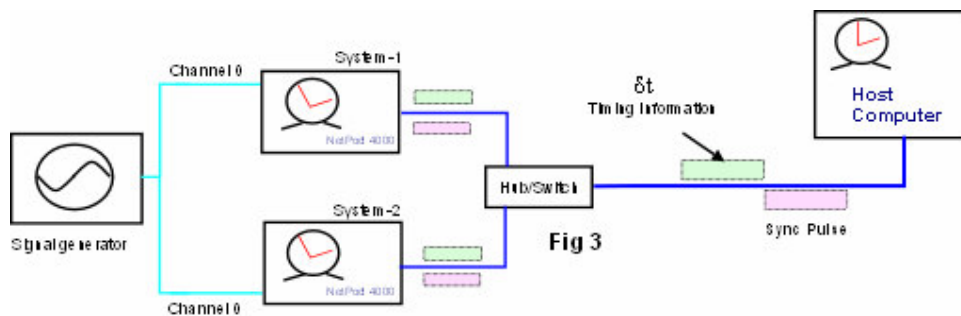 System-1
Channel 0
NetPod 4000
Signal generator
System-2
NetPod 4000
Channel 0
Hub/Switch
Fig 3
δt
Timing Information
Sync Pulse
Host
Computer